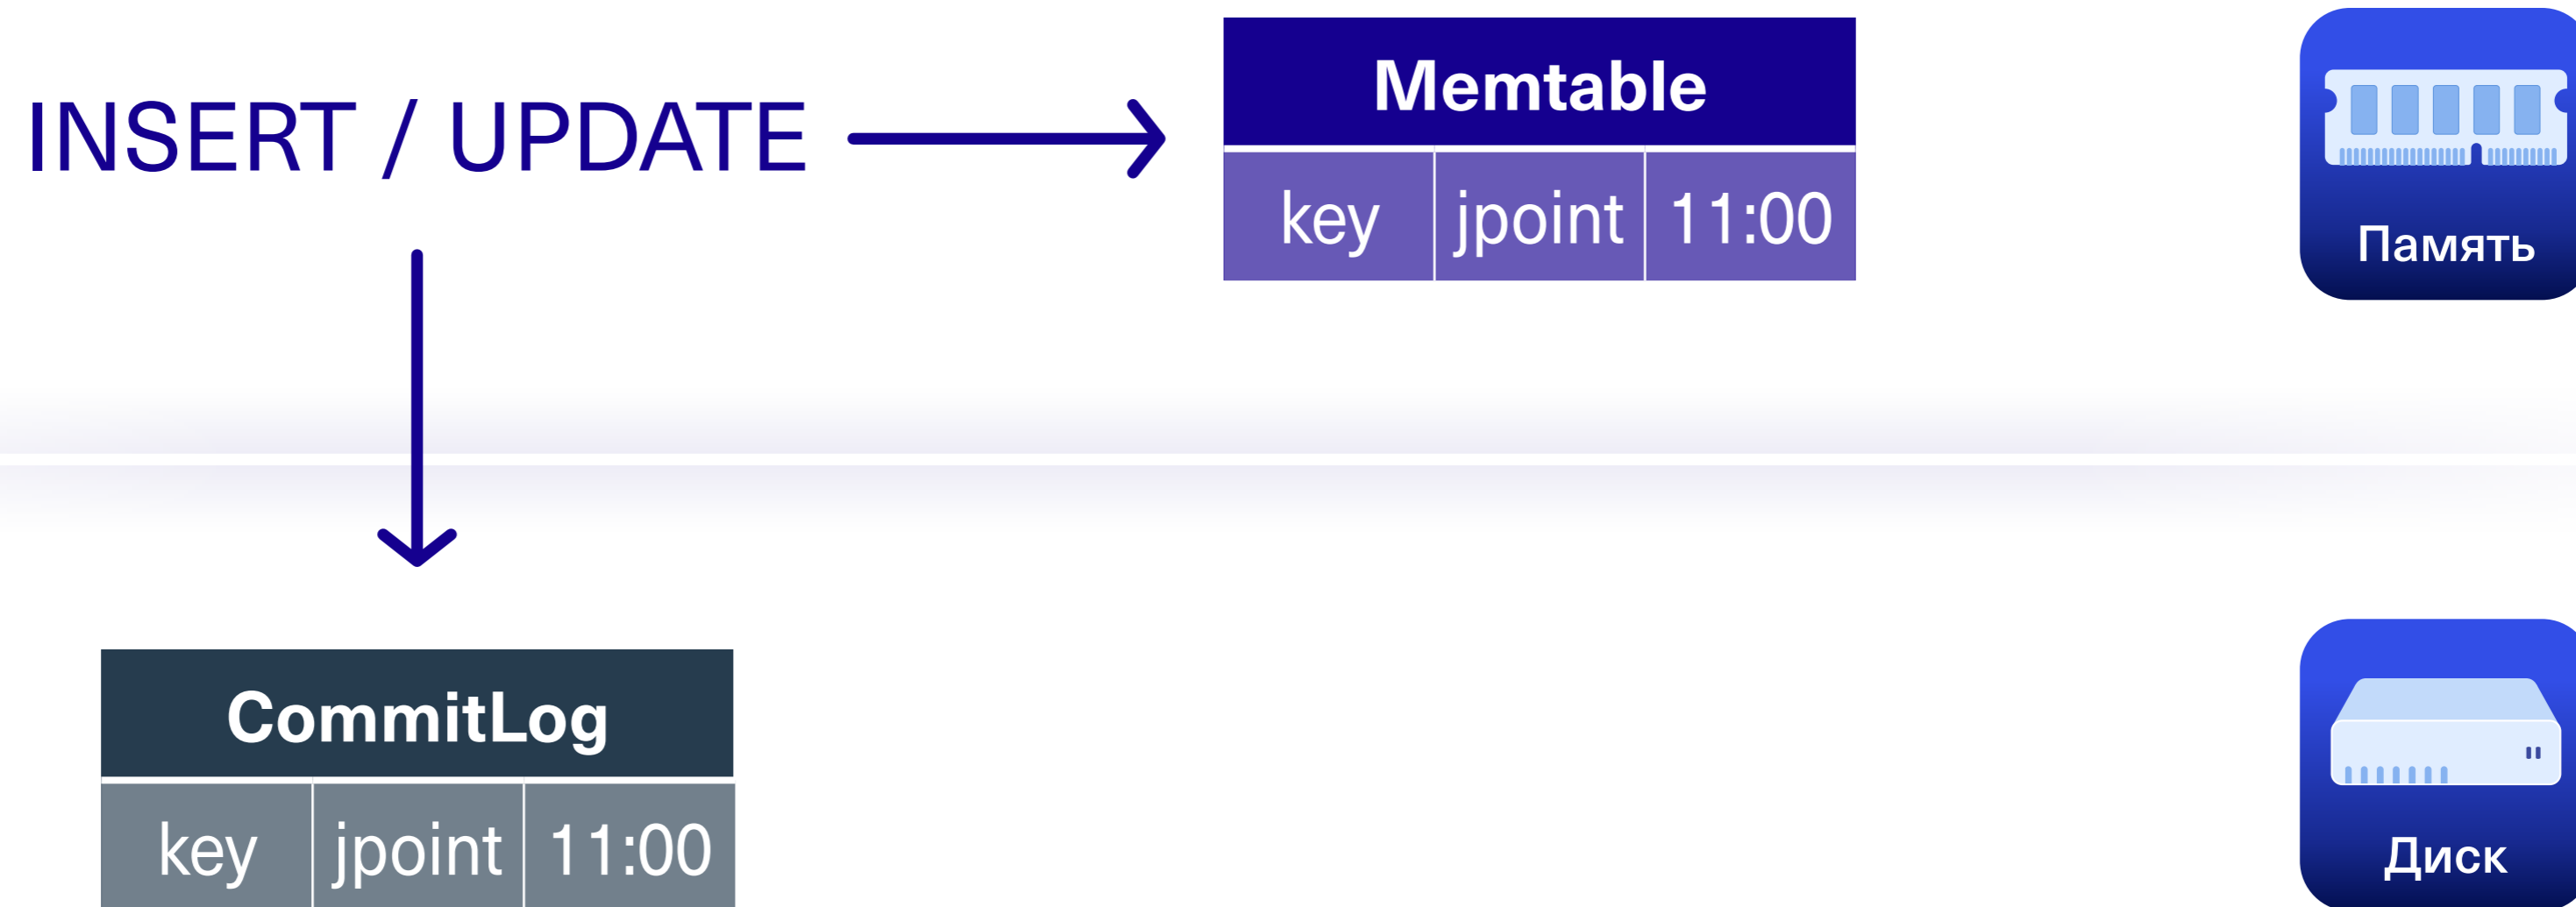 INSERT / UPDATE
Memtable
key jpoint 11:00
Память
CommitLog
key jpoint 11:00
Диск